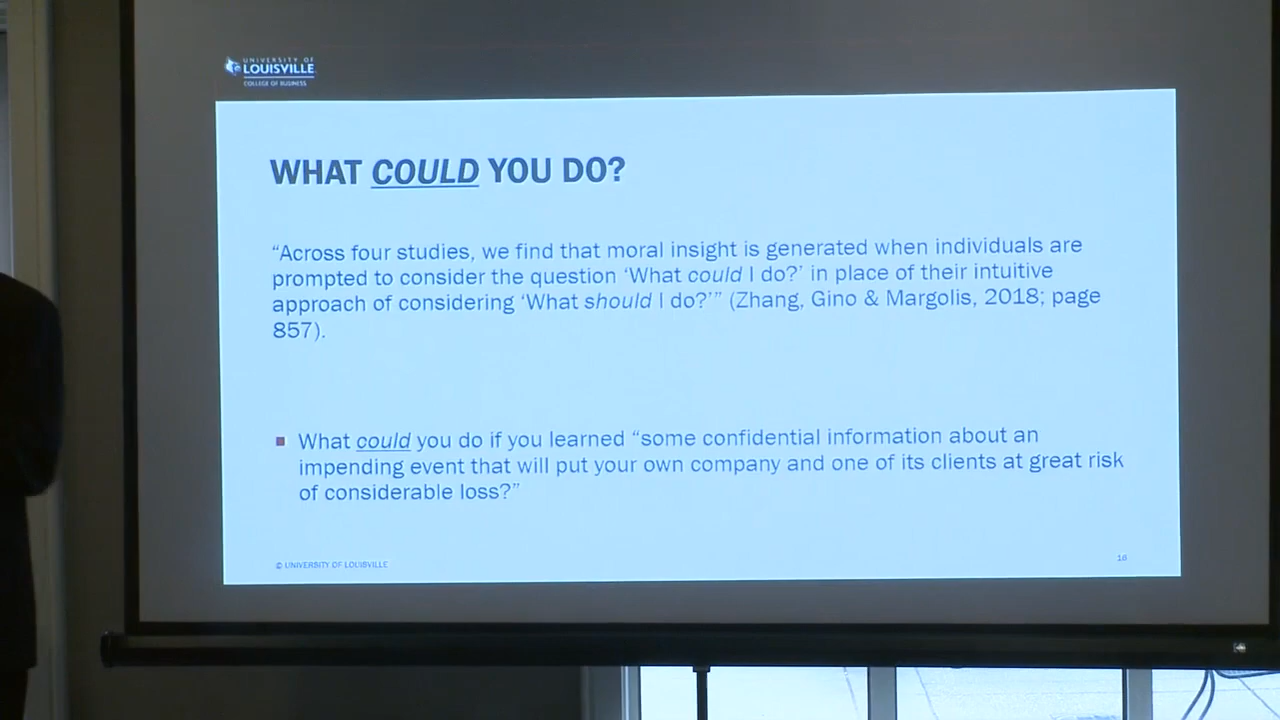 UNIVERSITY OF
LOUISVILLE
COLLEGE OF BUSINESS
WHAT COULD YOU DO?
“Across four studies, we find that moral insight is generated when individuals are
prompted to consider the question ‘What could I do?’ in place of their intuitive
approach of considering ‘What should I do?’” (Zhang, Gino & Margolis, 2018; page
857).
▪ What could you do if you learned “some confidential information about an
impending event that will put your own company and one of its clients at great risk
of considerable loss?”
© UNIVERSITY OF LOUISVILLE
16